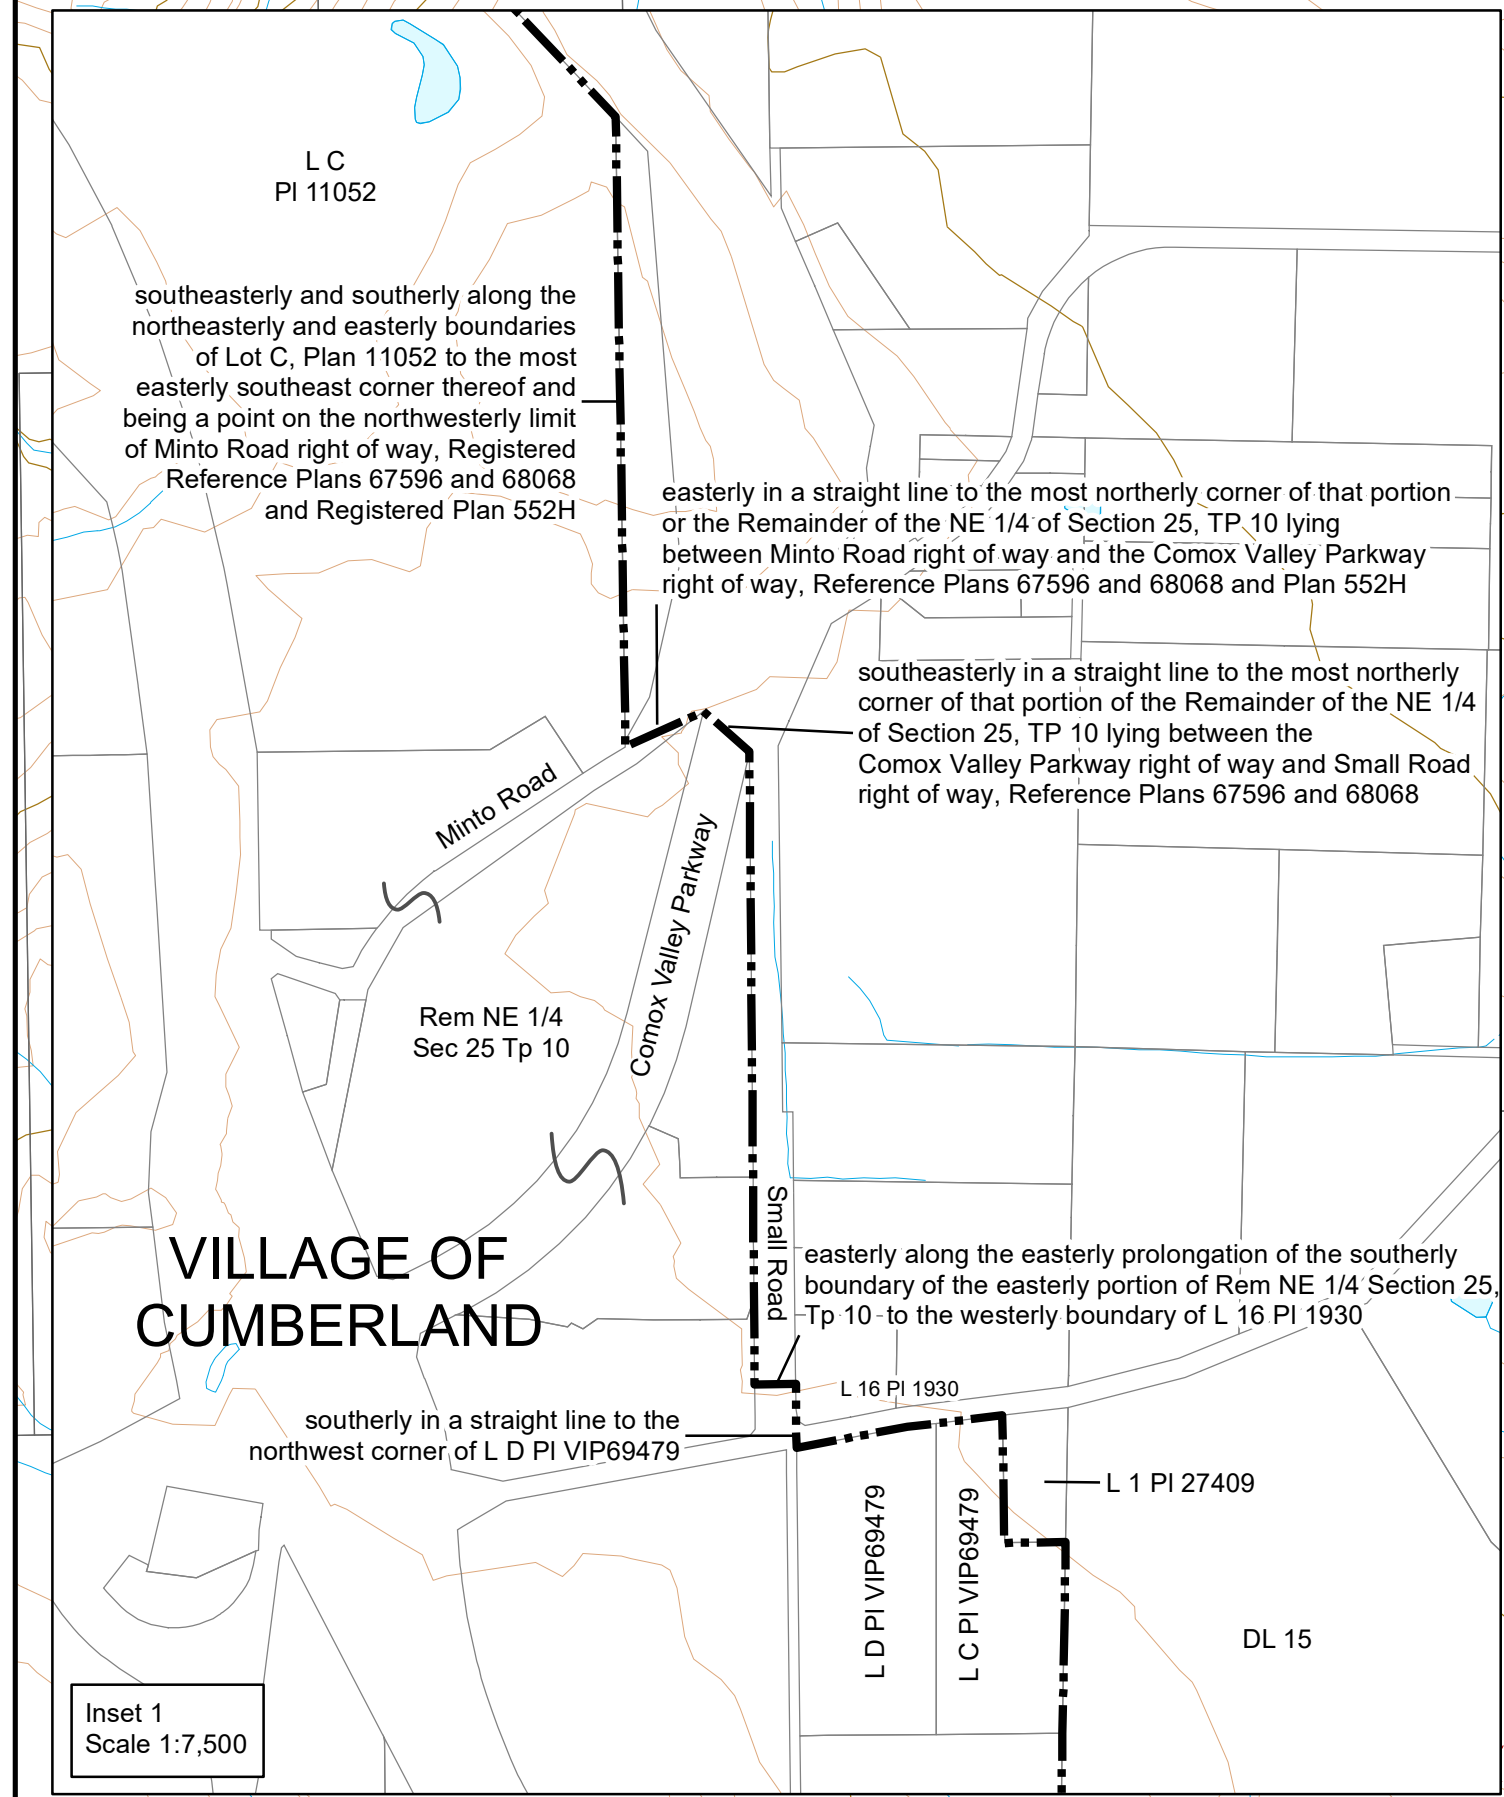 L C
Pl 11052
southeasterly and southerly along the
northeasterly and easterly boundaries
of Lot C, Plan 11052 to the most
easterly southeast corner thereof and
being a point on the northwesterly limit
of Minto Road right of way, Registered
Reference Plans 67596 and 68068
and Registered Plan 552H
easterly in a straight line to the most northerly corner of that portion
or the Remainder of the NE 1/4 of Section 25, TP 10 lying
between Minto Road right of way and the Comox Valley Parkway
right of way, Reference Plans 67596 and 68068 and Plan 552H
southeasterly in a straight line to the most northerly
corner of that portion of the Remainder of the NE 1/4
of Section 25, TP 10 lying between the
Comox Valley Parkway right of way and Small Road
right of way, Reference Plans 67596 and 68068
Minto Road
Comox Valley Parkway
Rem NE 1/4
Sec 25 Tp 10
Small Road
VILLAGE OF
CUMBERLAND
easterly along the easterly prolongation of the southerly
boundary of the easterly portion of Rem NE 1/4 Section 25,
Tp 10 to the westerly boundary of L 16 Pl 1930
L 16 Pl 1930
southerly in a straight line to the
northwest corner of L D Pl VIP69479
L 1 Pl 27409
L D Pl VIP69479
L C Pl VIP69479
DL 15
Inset 1
Scale 1:7,500